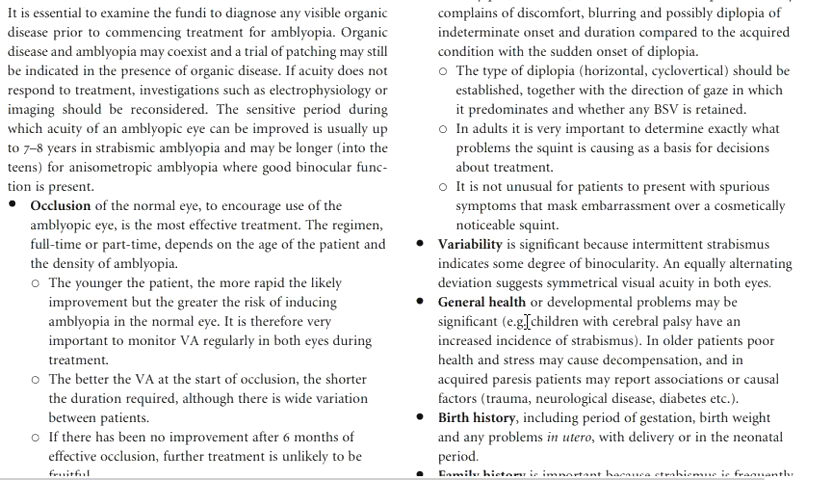 It is essential to examine the fundi to diagnose any visible organic
disease prior to commencing treatment for amblyopia. Organic
disease and amblyopia may coexist and a trial of patching may still
be indicated in the presence of organic disease. If acuity does not
respond to treatment, investigations such as electrophysiology or
imaging should be reconsidered. The sensitive period during
which acuity of an amblyopic eye can be improved is usually up
to 7–8 years in strabismic amblyopia and may be longer (into the
teens) for anisometropic amblyopia where good binocular func-
tion is present.
● Occlusion of the normal eye, to encourage use of the
amblyopic eye, is the most effective treatment. The regimen,
full-time or part-time, depends on the age of the patient and
the density of amblyopia.
○ The younger the patient, the more rapid the likely
improvement but the greater the risk of inducing
amblyopia in the normal eye. It is therefore very
important to monitor VA regularly in both eyes during
treatment.
○ The better the VA at the start of occlusion, the shorter
the duration required, although there is wide variation
between patients.
○ If there has been no improvement after 6 months of
effective occlusion, further treatment is unlikely to be
fruitful.
complains of discomfort, blurring and possibly diplopia of
indeterminate onset and duration compared to the acquired
condition with the sudden onset of diplopia.
○ The type of diplopia (horizontal, cyclovertical) should be
established, together with the direction of gaze in which
it predominates and whether any BSV is retained.
○ In adults it is very important to determine exactly what
problems the squint is causing as a basis for decisions
about treatment.
○ It is not unusual for patients to present with spurious
symptoms that mask embarrassment over a cosmetically
noticeable squint.
● Variability is significant because intermittent strabismus
indicates some degree of binocularity. An equally alternating
deviation suggests symmetrical visual acuity in both eyes.
● General health or developmental problems may be
significant (e.g. children with cerebral palsy have an
increased incidence of strabismus). In older patients poor
health and stress may cause decompensation, and in
acquired paresis patients may report associations or causal
factors (trauma, neurological disease, diabetes etc.).
● Birth history, including period of gestation, birth weight
and any problems in utero, with delivery or in the neonatal
period.
● Family history is important because strabismus is frequently